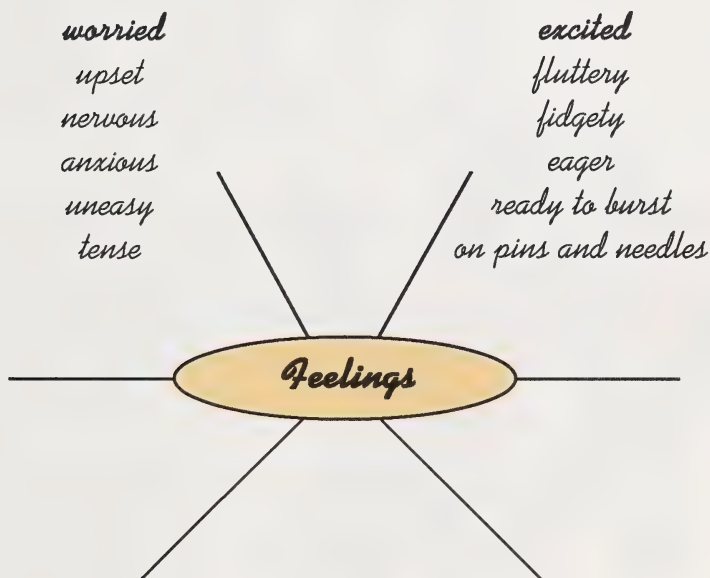 worried
upset
nervous
anxious
uneasy
tense
excited
fluttery
fidgety
eager
ready to burst
on pins and needles
Feelings